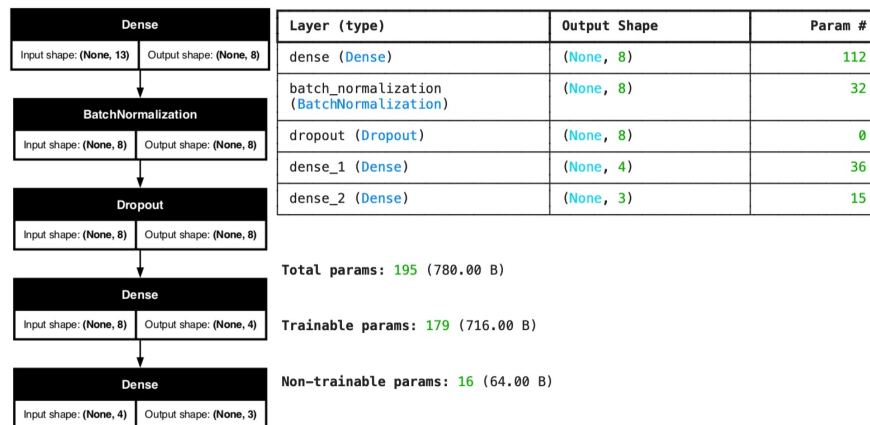 Dense
Input shape: (None, 13) Output shape: (None, 8)
BatchNormalization
Input shape: (None, 8) Output shape: (None, 8)
Dropout
Input shape: (None, 8) Output shape: (None, 8)
Dense
Input shape: (None, 8) Output shape: (None, 4)
Dense
Input shape: (None, 4) Output shape: (None, 3)
Layer (type) Output Shape Param #
dense (Dense) (None, 8) 112
batch_normalization (None, 8) 32
(BatchNormalization)
dropout (Dropout) (None, 8) 0
dense_1 (Dense) (None, 4) 36
dense_2 (Dense) (None, 3) 15
Total params: 195 (780.00 B)
Trainable params: 179 (716.00 B)
Non-trainable params: 16 (64.00 B)